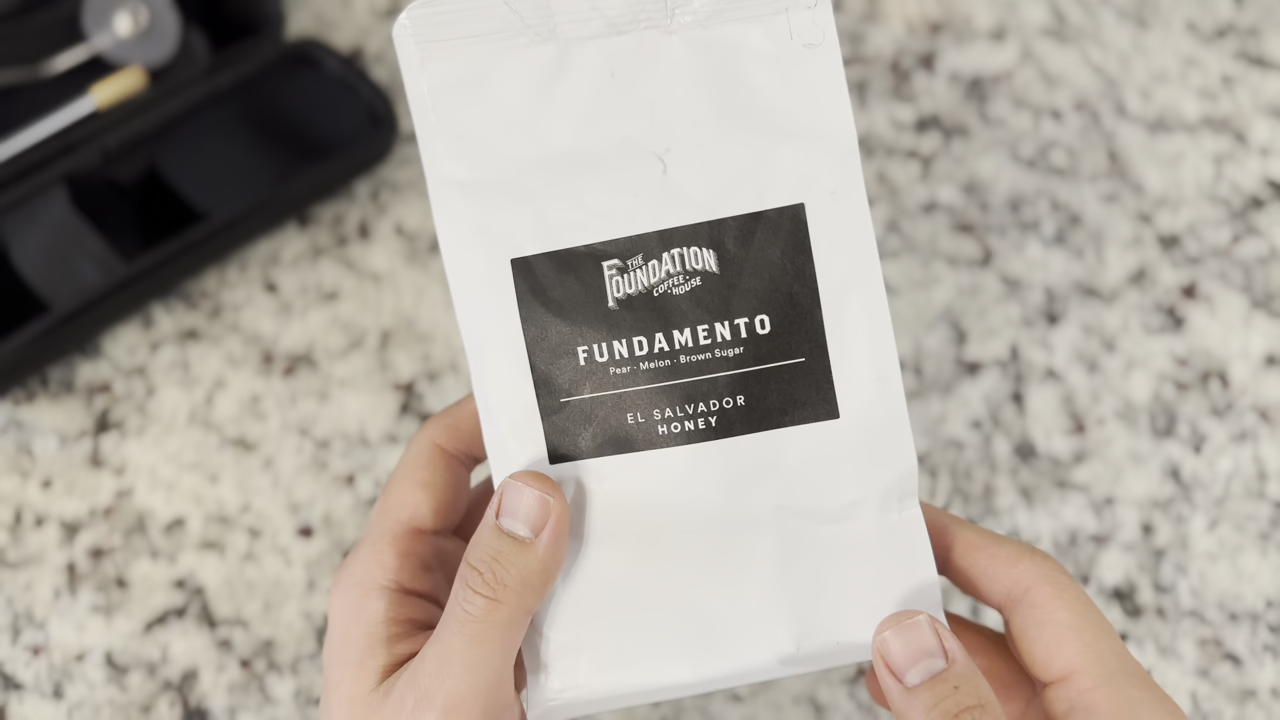 THE
FOUNDATION
COFFEE·
·HOUSE
FUNDAMENTO
Pear · Melon · Brown Sugar
EL SALVADOR
HONEY